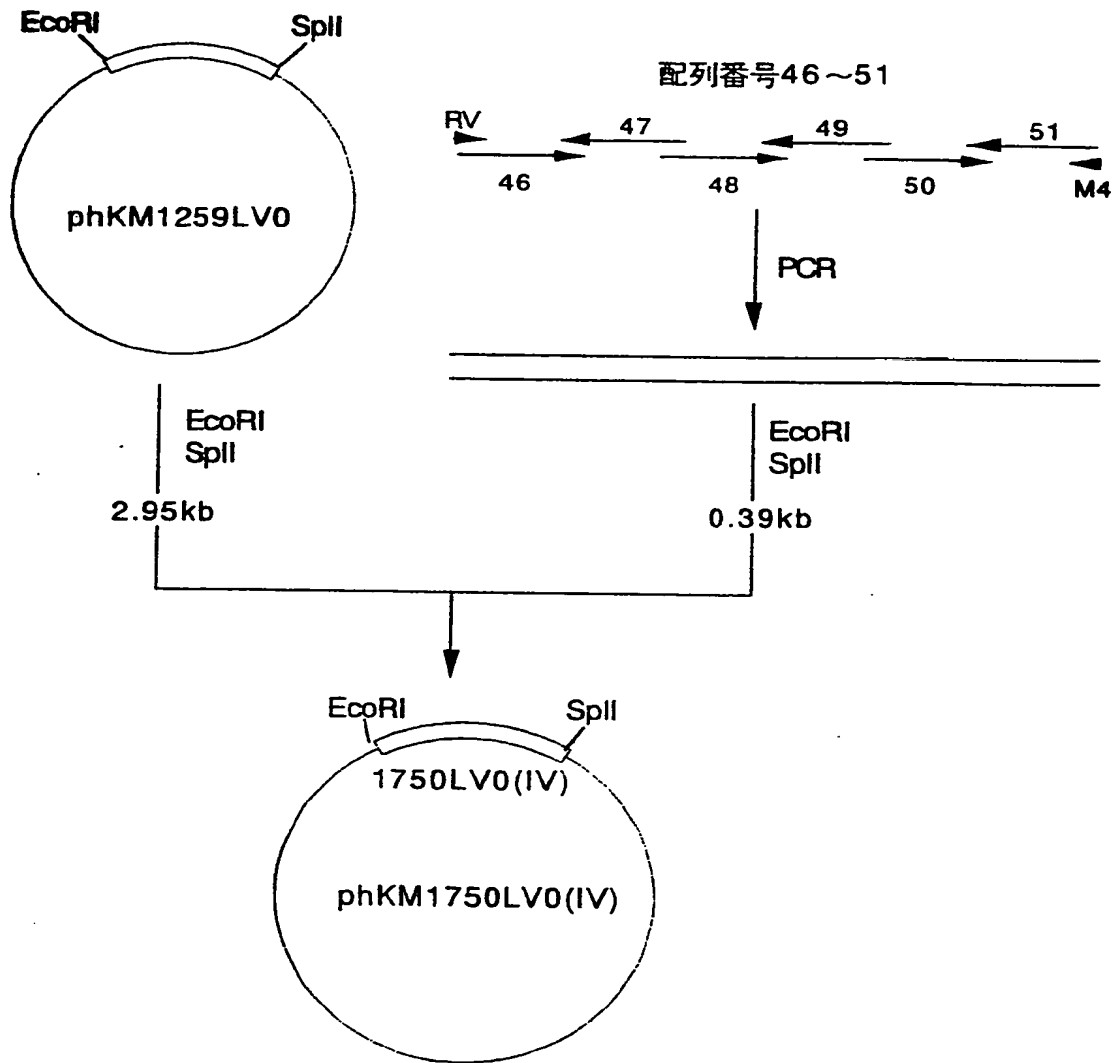 EcoRI
SplI
phKM1259LV0
配列番号46～51
RV
47
49
51
46
48
50
M4
PCR
EcoRI
SplI
2.95kb
EcoRI
SplI
0.39kb
EcoRI
SplI
1750LV0(IV)
phKM1750LV0(IV)